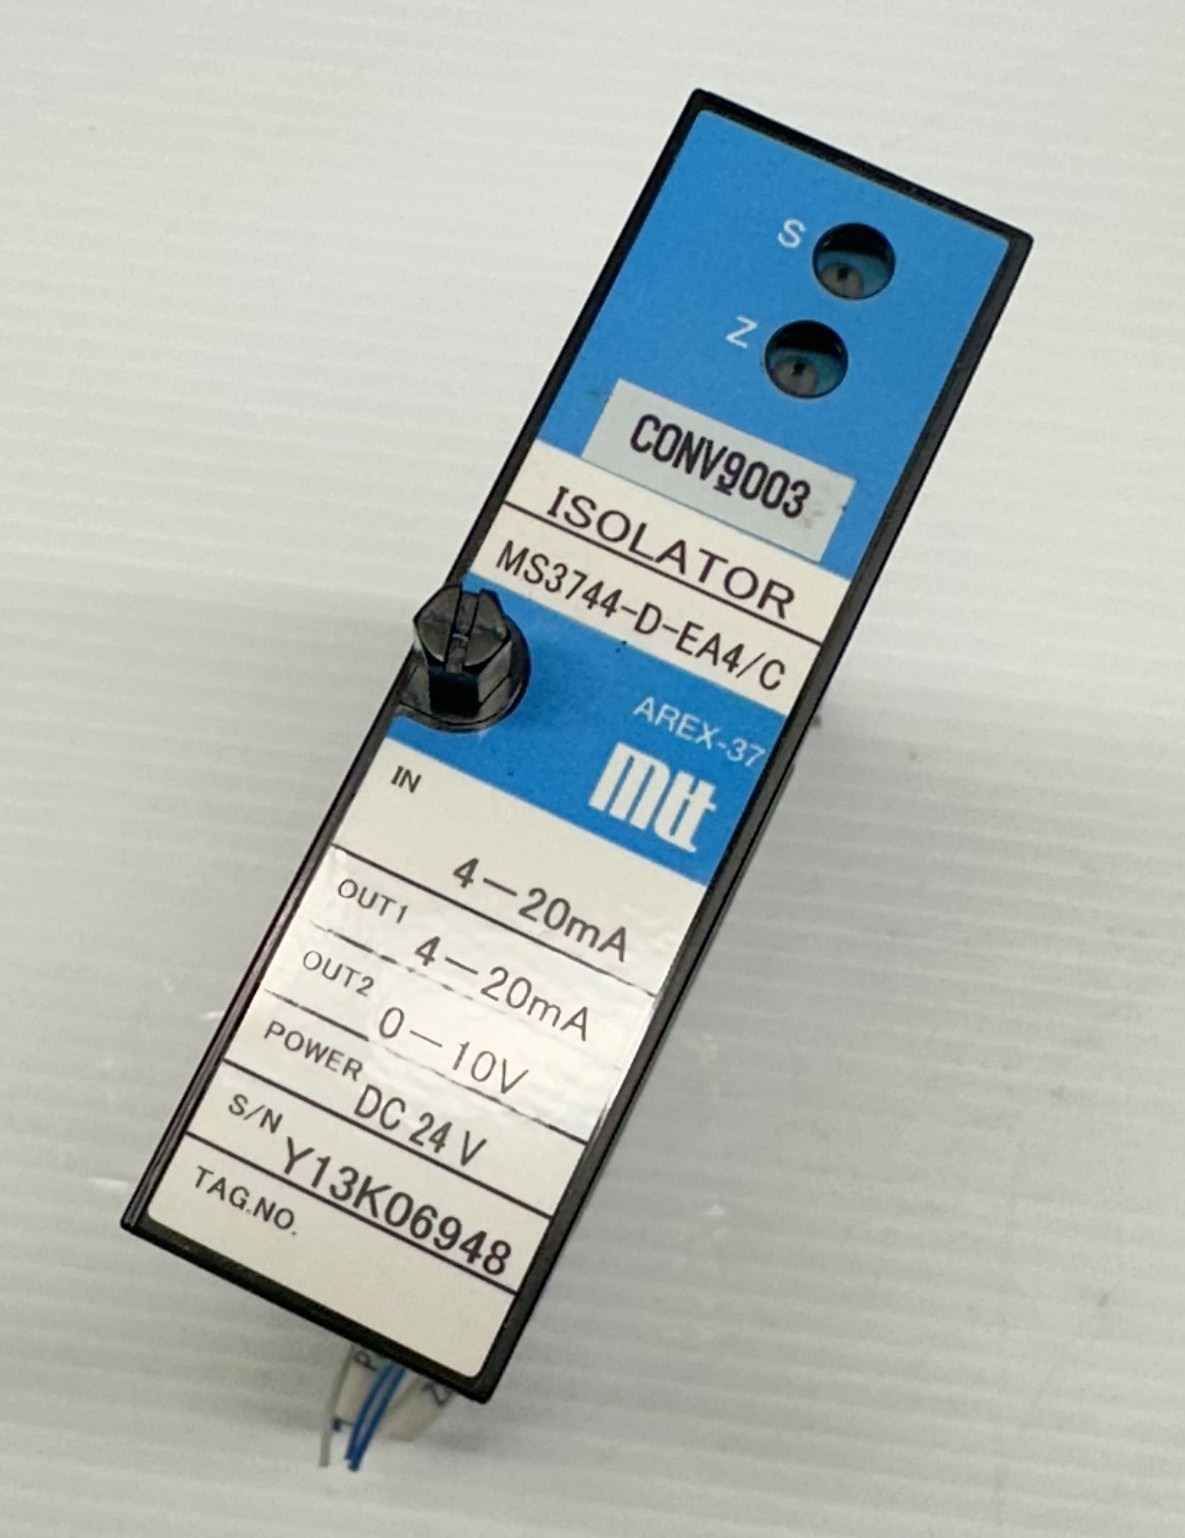 S
Z
CONV9003
ISOLATOR
MS3744-D-EA4/C
AREX-37
Mtt
IN
4-20mA
OUT1
4-20mA
OUT2
0-10V
POWER
DC 24 V
S/N
Y13K06948
TAG.NO.